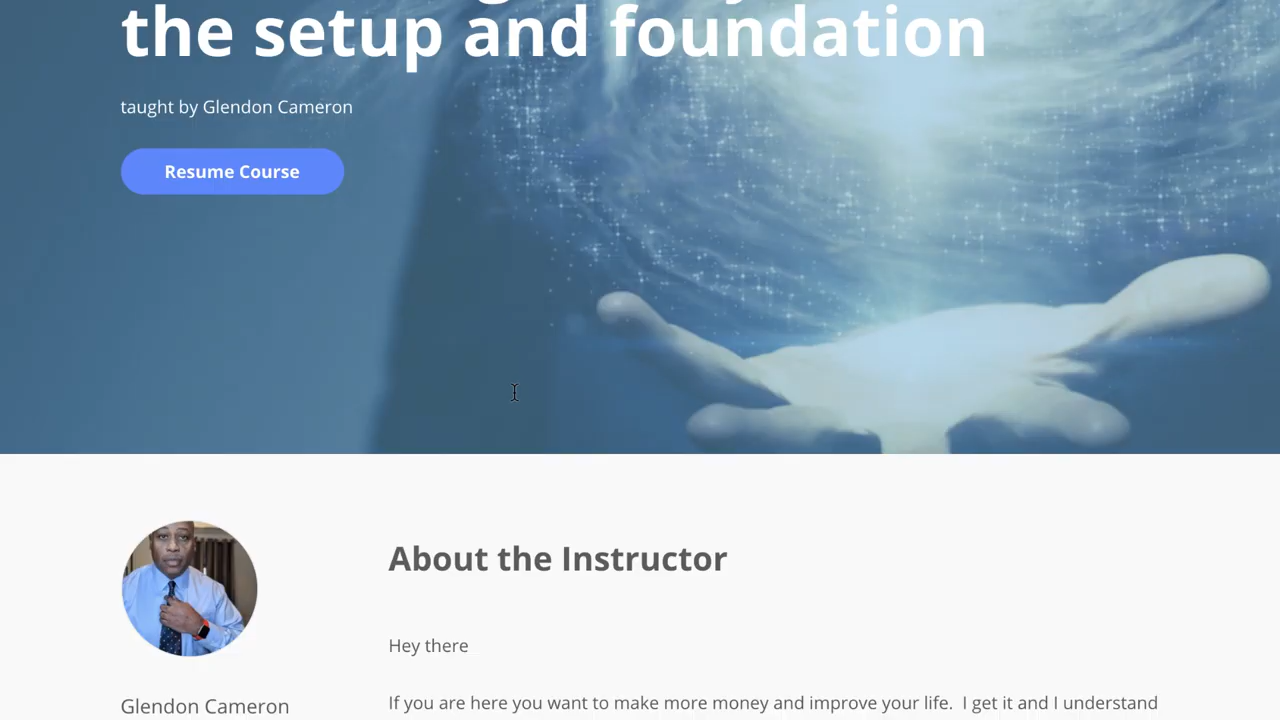 the setup and foundation
taught by Glendon Cameron
Resume Course
About the Instructor
Hey there
Glendon Cameron
If you are here you want to make more money and improve your life. I get it and I understand